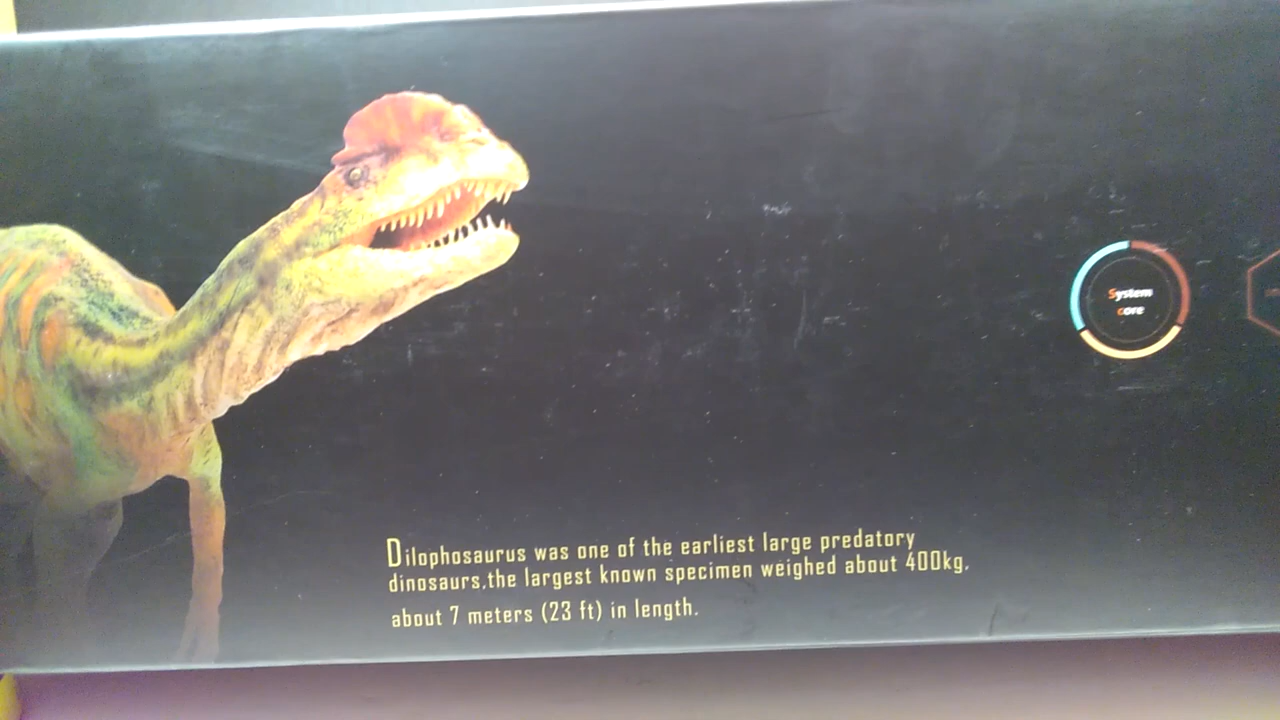 System
core
Dilophosaurus was one of the earliest large predatory
dinosaurs,the largest known specimen weighed about 400kg,
about 7 meters (23 ft) in length.